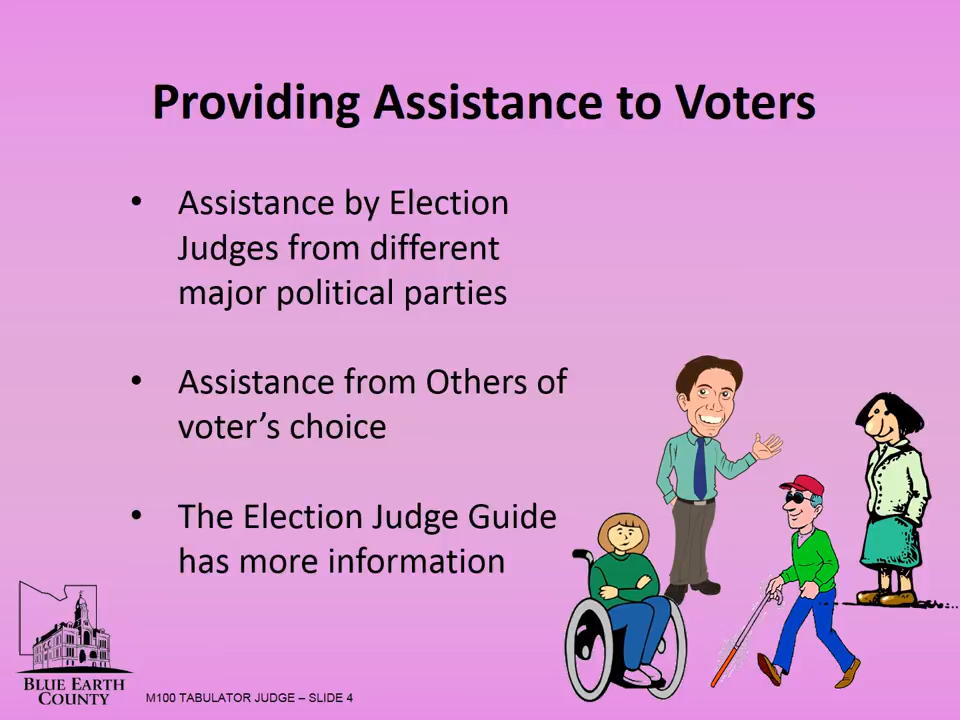 Providing Assistance to Voters
• Assistance by Election
Judges from different
major political parties
• Assistance from Others of
voter’s choice
• The Election Judge Guide
has more information
BLUE EARTH
COUNTY
M100 TABULATOR JUDGE – SLIDE 4